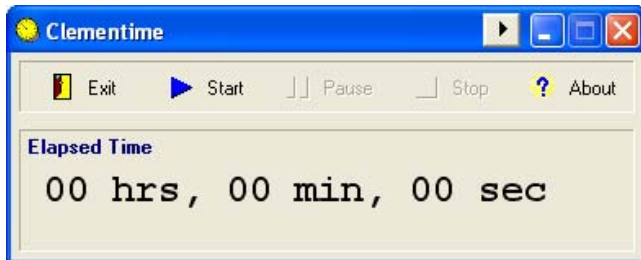 Clementime
Exit Start Pause Stop ? About
Elapsed Time
00 hrs, 00 min, 00 sec